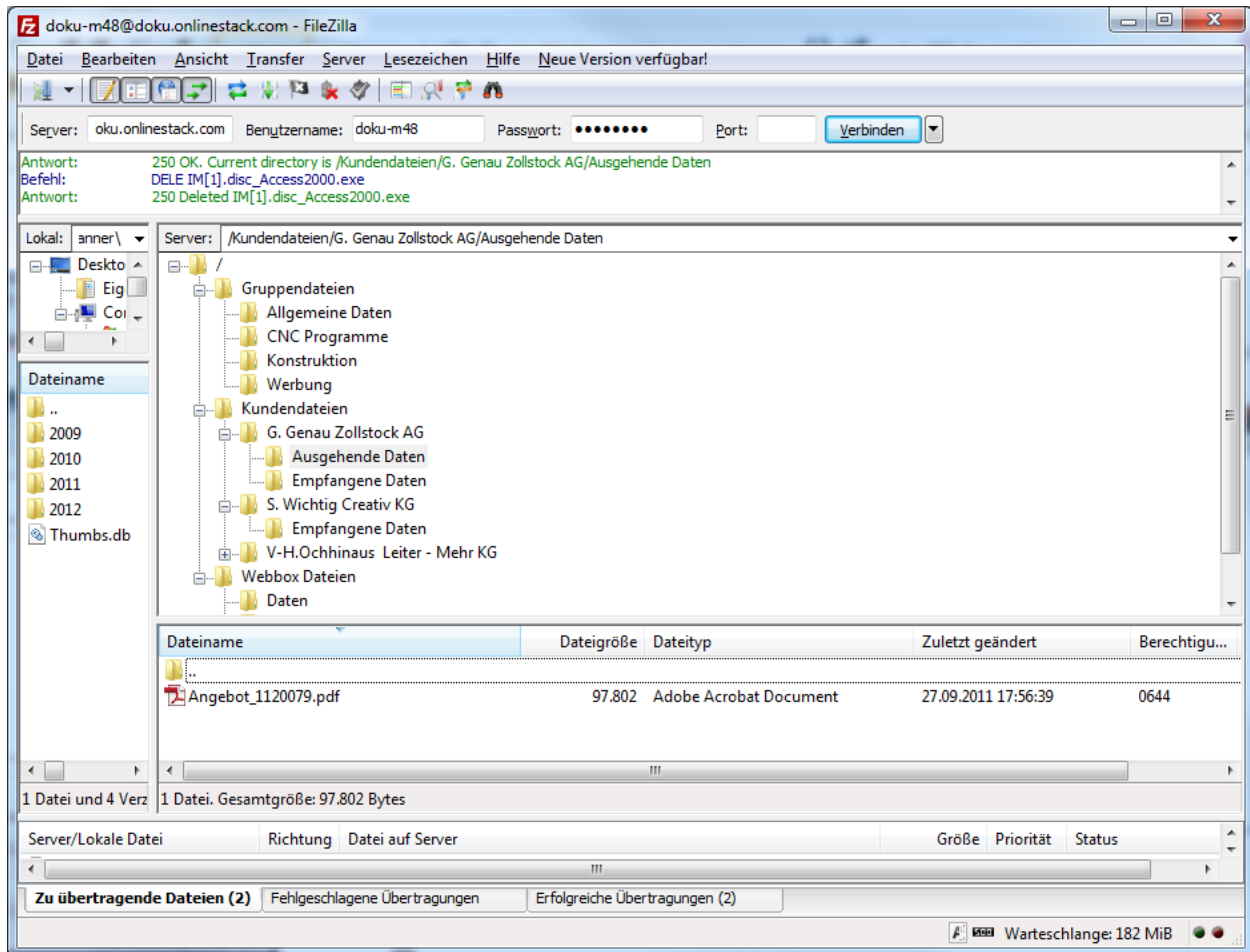 doku-m48@doku.onlinestack.com - FileZilla
Datei Bearbeiten Ansicht Transfer Server Lesezeichen Hilfe Neue Version verfügbar!
Server: oku.onlinestack.com Benutzername: doku-m48 Passwort: ●●●●●●●● Port: Verbinden
Antwort: 250 OK. Current directory is /Kundendateien/G. Genau Zollstock AG/Ausgehende Daten
Befehl: DELE IM[1].disc_Access2000.exe
Antwort: 250 Deleted IM[1].disc_Access2000.exe
Lokal: anner\ Server: /Kundendateien/G. Genau Zollstock AG/Ausgehende Daten
Deskto
Eig
Co
/
Gruppendateien
Allgemeine Daten
CNC Programme
Konstruktion
Werbung
Kundendateien
G. Genau Zollstock AG
Ausgehende Daten
Empfangene Daten
S. Wichtig Creativ KG
Empfangene Daten
V-H.Ochhinaus Leiter - Mehr KG
Webbox Dateien
Daten
Dateiname
..
2009
2010
2011
2012
Thumbs.db
Dateiname Dateigröße Dateityp Zuletzt geändert Berechtigu...
..
Angebot_1120079.pdf 97.802 Adobe Acrobat Document 27.09.2011 17:56:39 0644
1 Datei und 4 Verz 1 Datei. Gesamtgröße: 97.802 Bytes
Server/Lokale Datei Richtung Datei auf Server Größe Priorität Status
Zu übertragende Dateien (2) Fehlgeschlagene Übertragungen Erfolgreiche Übertragungen (2)
Warteschlange: 182 MiB